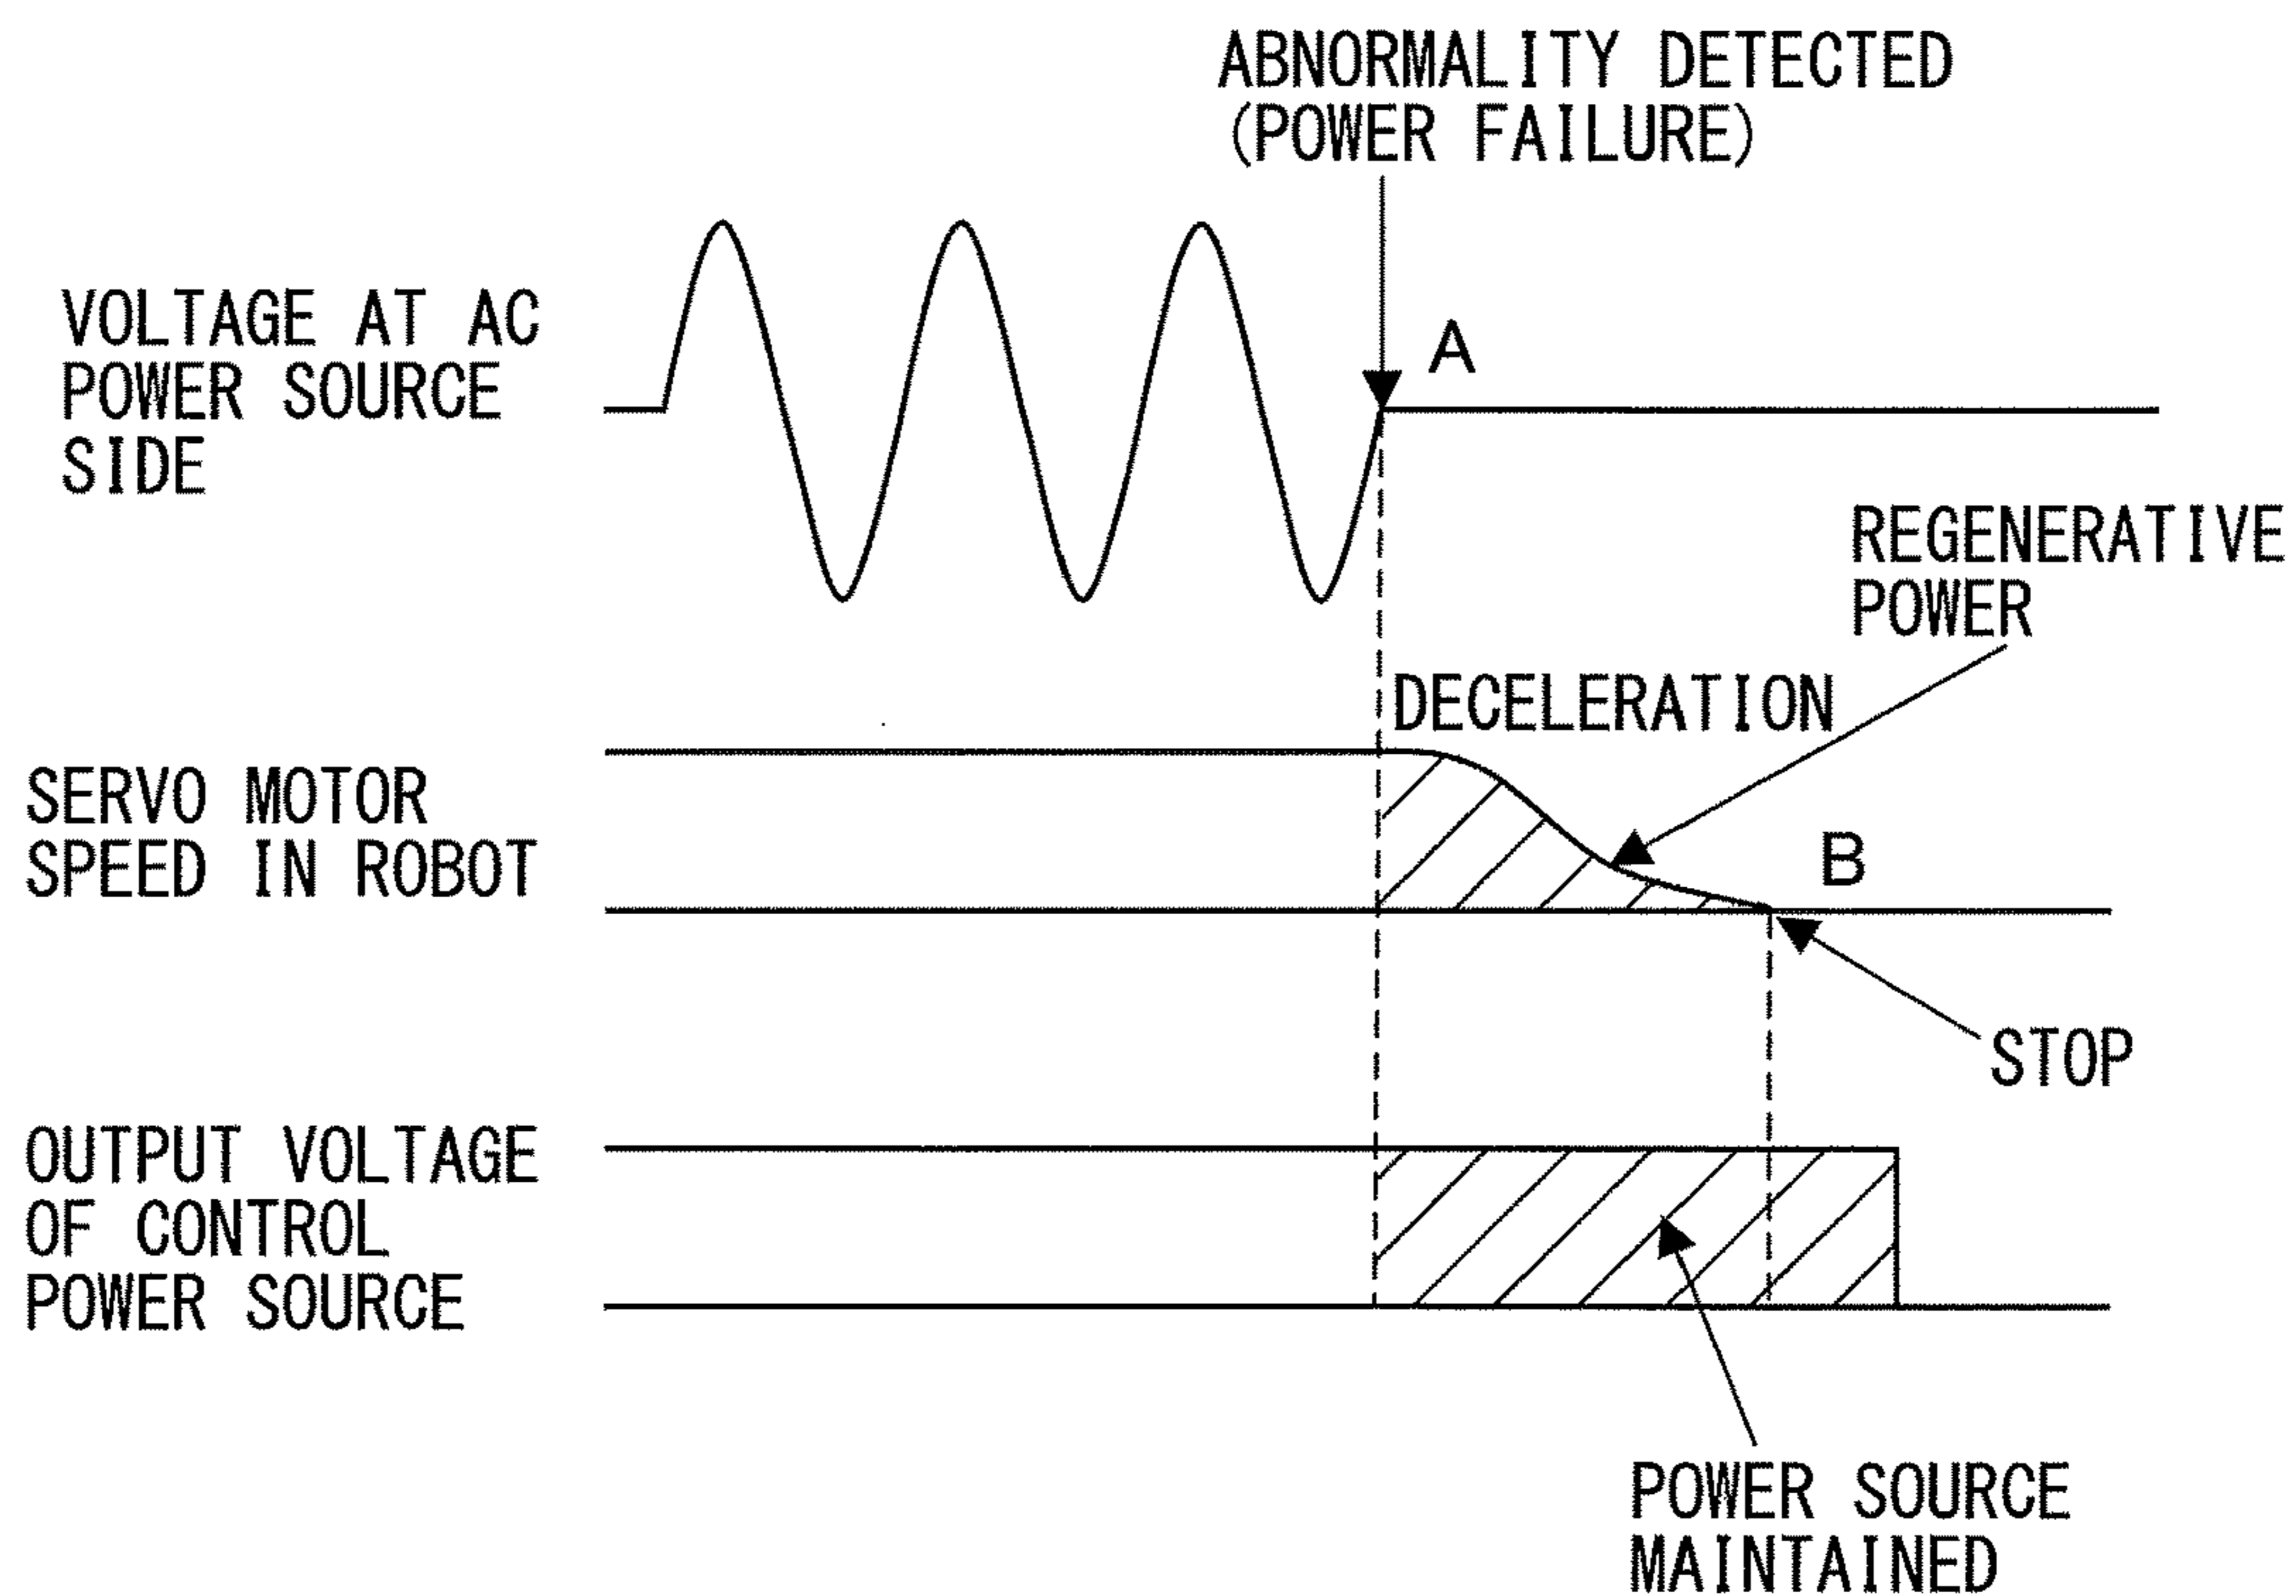 ABNORMALITY DETECTED
(POWER FAILURE)
VOLTAGE AT AC
POWER SOURCE
SIDE
A
REGENERATIVE
POWER
DECELERATION
SERVO MOTOR
SPEED IN ROBOT
B
STOP
OUTPUT VOLTAGE
OF CONTROL
POWER SOURCE
POWER SOURCE
MAINTAINED